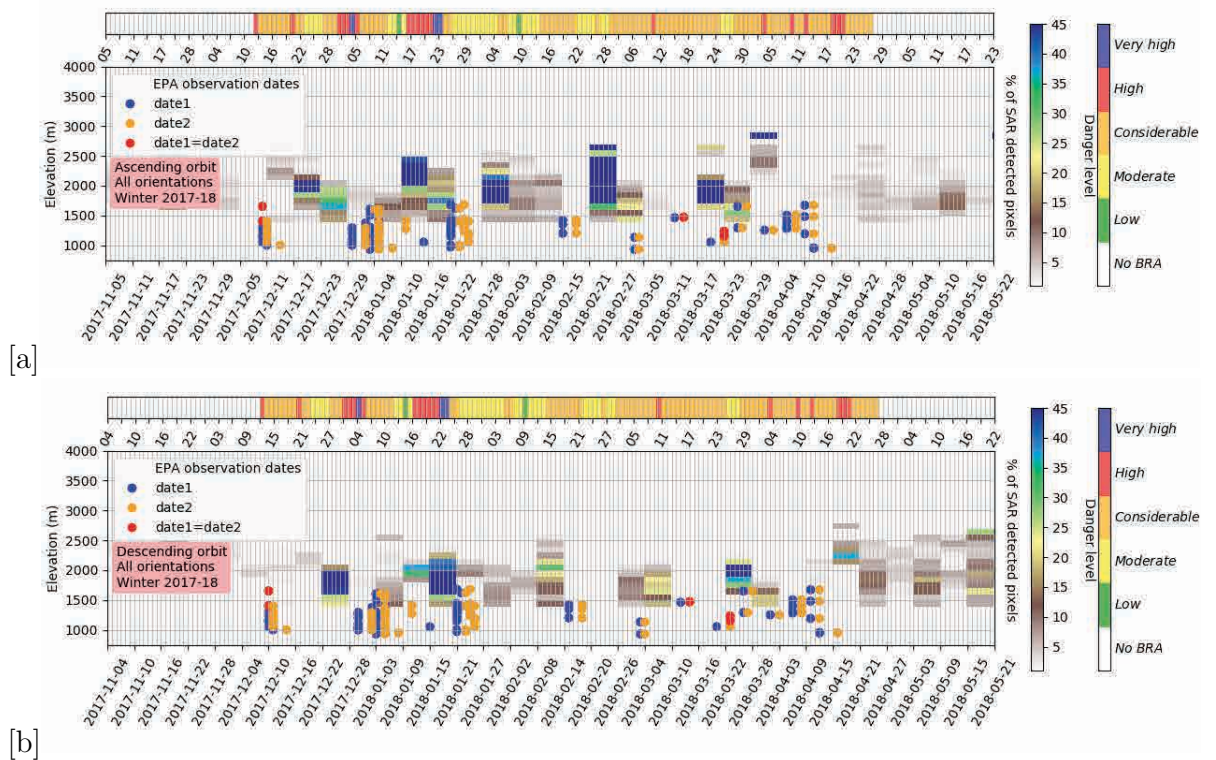 05 11 17 23 29 10 16 22 28 05 11 17 23 29 04 10 16 22 28 06 12 17 23 30 05 11 17 23 29 05 11 17 23
4000
3500
3000
2500
2000
1500
1000
Elevation (m)
EPA observation dates
date1
date2
date1=date2
Ascending orbit
All orientations
Winter 2017-18
2017-11-05 2017-11-11 2017-11-17 2017-11-23 2017-11-29 2017-12-05 2017-12-11 2017-12-17 2017-12-23 2017-12-29 2018-01-04 2018-01-10 2018-01-16 2018-01-22 2018-01-28 2018-02-03 2018-02-09 2018-02-15 2018-02-21 2018-02-27 2018-03-05 2018-03-11 2018-03-17 2018-03-23 2018-03-29 2018-04-04 2018-04-10 2018-04-16 2018-04-22 2018-04-28 2018-05-04 2018-05-10 2018-05-16 2018-05-22
% of SAR detected pixels
45
40
35
30
25
20
15
10
5
Danger level
Very high
High
Considerable
Moderate
Low
No BRA
[a]
04 10 16 22 28 09 15 21 27 04 10 16 22 28 03 09 15 21 27 05 11 16 22 29 04 10 16 22 28 04 10 16 22
4000
3500
3000
2500
2000
1500
1000
Elevation (m)
EPA observation dates
date1
date2
date1=date2
Descending orbit
All orientations
Winter 2017-18
2017-11-04 2017-11-10 2017-11-16 2017-11-22 2017-11-28 2017-12-04 2017-12-10 2017-12-16 2017-12-22 2017-12-28 2018-01-03 2018-01-09 2018-01-15 2018-01-21 2018-01-27 2018-02-02 2018-02-08 2018-02-14 2018-02-20 2018-02-26 2018-03-04 2018-03-10 2018-03-16 2018-03-22 2018-03-28 2018-04-03 2018-04-09 2018-04-15 2018-04-21 2018-04-27 2018-05-03 2018-05-09 2018-05-15 2018-05-21
% of SAR detected pixels
45
40
35
30
25
20
15
10
5
Danger level
Very high
High
Considerable
Moderate
Low
No BRA
[b]